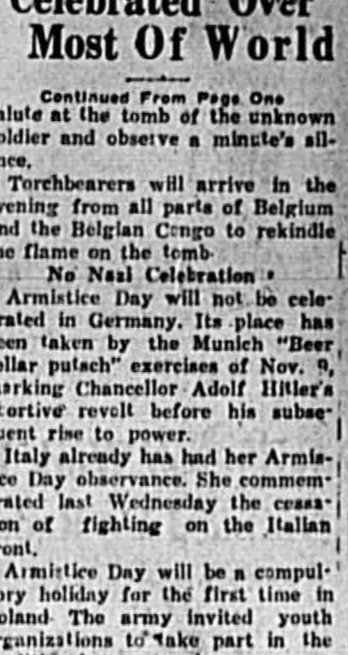 Celebrated Over
Most Of World
Continued From Page One
alute at the tomb of the unknown
oldier and observe a minute's sil-
nce.
Torchbearers will arrive in the
vening from all parts of Belgium
nd the Belgian Congo to rekindle
he flame on the tomb.
No Nazi Celebration
Armistice Day will not be cele-
rated in Germany. Its place has
een taken by the Munich "Beer
ellar putsch" exercises of Nov. 9,
arking Chancellor Adolf Hitler's
ortive revolt before his subse-
uent rise to power.
Italy already has had her Armis-
ce Day observance. She commem-
rated last Wednesday the cessa-
on of fighting on the Italian
ront.
Armistice Day will be a compul-
ory holiday for the first time in
oland. The army invited youth
rganizations to take part in the